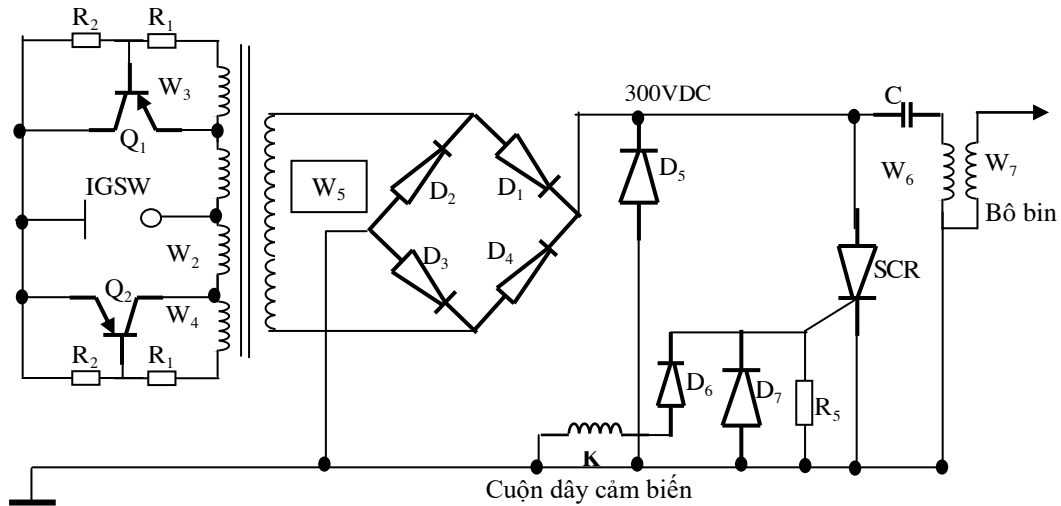 R₂ R₁
W₃
Q₁
IGSW
W₂
Q₂
W₄
R₂ R₁
W₅
D₂ D₁
D₃ D₄
300VDC
D₅
C
W₆ W₇
Bô bin
SCR
D₆ D₇ R₅
K
Cuộn dây cảm biến